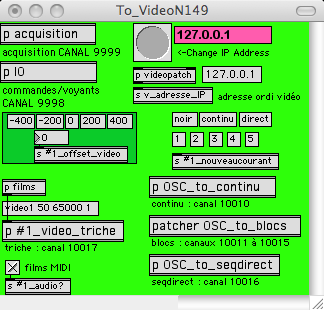 To_VideoN149
p acquisition
127.0.0.1
acquisition CANAL 9999
<-Change IP Address
p IO
p videopatch
127.0.0.1
commandes/voyants
CANAL 9998
s v_adresse_IP
adresse ordi vidéo
-400
-200
0
200
400
noir
continu
direct
0
1
2
3
4
5
s #1_offset_video
s #1_nouveaucourant
p films
p OSC_to_continu
video1 50 65000 1
continu : canal 10010
p #1_video_triche
patcher OSC_to_blocs
triche : canal 10017
blocs : canaux 10011 à 10015
films MIDI
p OSC_to_seqdirect
s #1_audio?
seqdirect : canal 10016